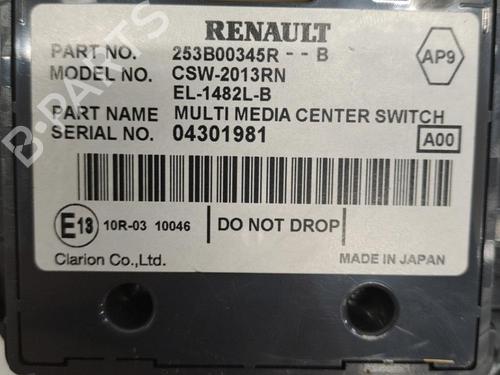 RENAULT
PART NO. 253B00345R - - B
AP9
MODEL NO. CSW-2013RN
EL-1482L-B
PART NAME MULTI MEDIA CENTER SWITCH
SERIAL NO. 04301981
A00
E13 10R-03 10046 DO NOT DROP
Clarion Co.,Ltd. MADE IN JAPAN
B-PARTS